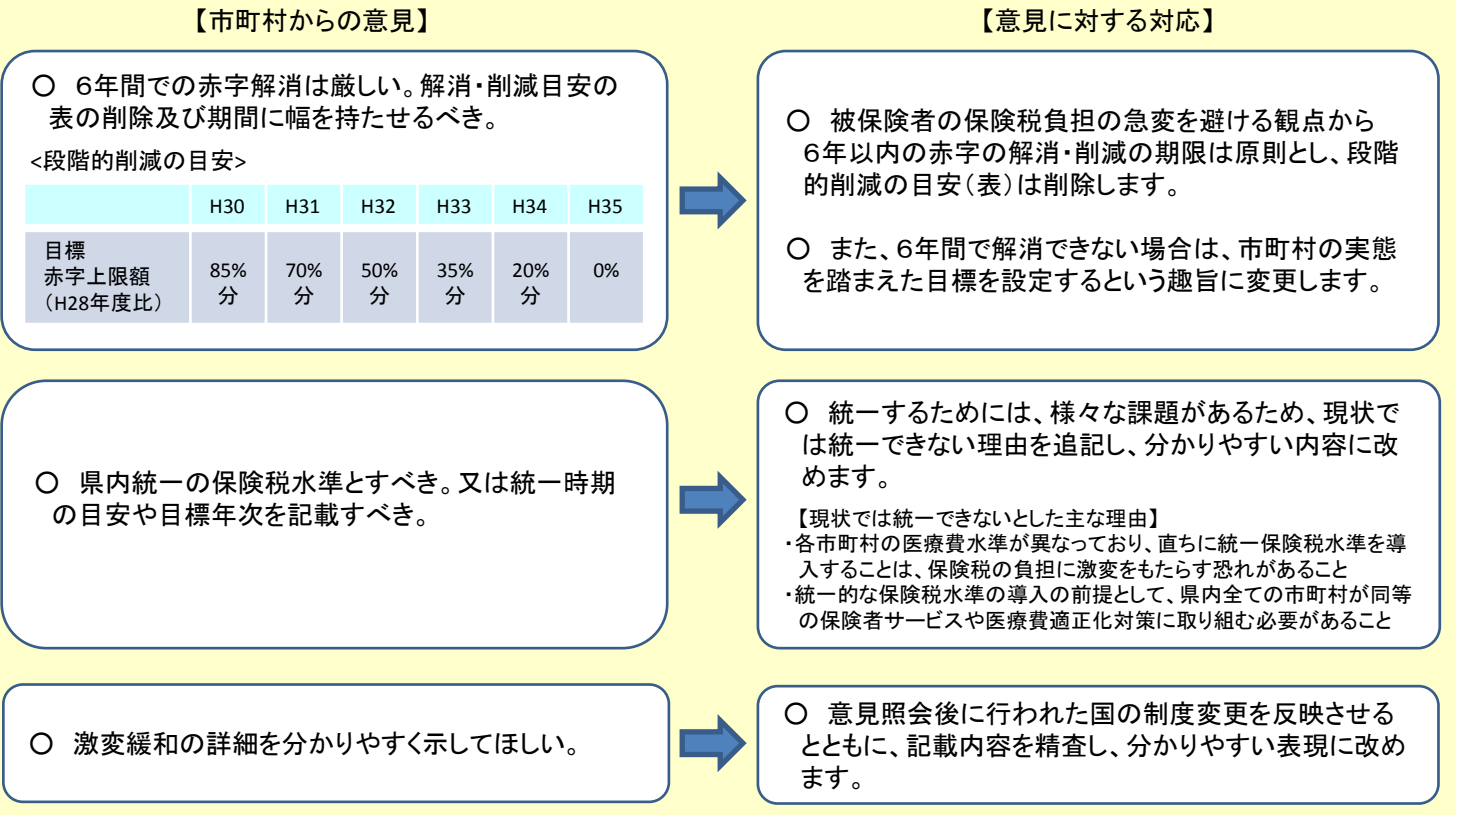 【市町村からの意見】
【意見に対する対応】
○　６年間での赤字解消は厳しい。解消・削減目安の
表の削除及び期間に幅を持たせるべき。
<段階的削減の目安>
H30 H31 H32 H33 H34 H35
目標
赤字上限額
（H28年度比）
85%分 70%分 50%分 35%分 20%分 0%
○　被保険者の保険税負担の急変を避ける観点から
６年以内の赤字の解消・削減の期限は原則とし、段階
的削減の目安（表）は削除します。
○　また、６年間で解消できない場合は、市町村の実態
を踏まえた目標を設定するという趣旨に変更します。
○　県内統一の保険税水準とすべき。又は統一時期
の目安や目標年次を記載すべき。
○　統一するためには、様々な課題があるため、現状で
は統一できない理由を追記し、分かりやすい内容に改
めます。
【現状では統一できないとした主な理由】
・各市町村の医療費水準が異なっており、直ちに統一保険税水準を導
入することは、保険税の負担に激変をもたらす恐れがあること
・統一的な保険税水準の導入の前提として、県内全ての市町村が同等
の保険者サービスや医療費適正化対策に取り組む必要があること
○　激変緩和の詳細を分かりやすく示してほしい。
○　意見照会後に行われた国の制度変更を反映させる
とともに、記載内容を精査し、分かりやすい表現に改め
ます。